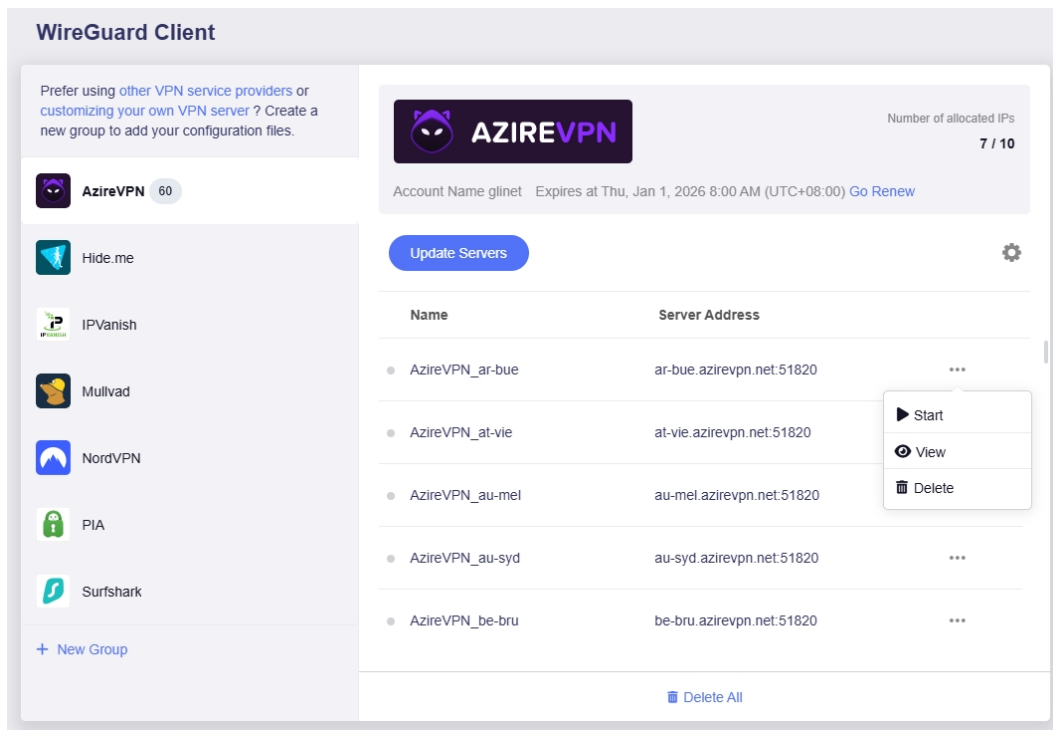 WireGuard Client
Prefer using other VPN service providers or
customizing your own VPN server ? Create a
new group to add your configuration files.
AzireVPN 60
Hide.me
IPVANISH
IPVanish
Mullvad
NordVPN
PIA
Surfshark
+ New Group
AZIREVPN
Number of allocated IPs
7 / 10
Account Name glinet Expires at Thu, Jan 1, 2026 8:00 AM (UTC+08:00) Go Renew
Update Servers
Name Server Address
AzireVPN_ar-bue ar-bue.azirevpn.net:51820
AzireVPN_at-vie at-vie.azirevpn.net:51820
AzireVPN_au-mel au-mel.azirevpn.net:51820
AzireVPN_au-syd au-syd.azirevpn.net:51820
AzireVPN_be-bru be-bru.azirevpn.net:51820
Start
View
Delete
Delete All